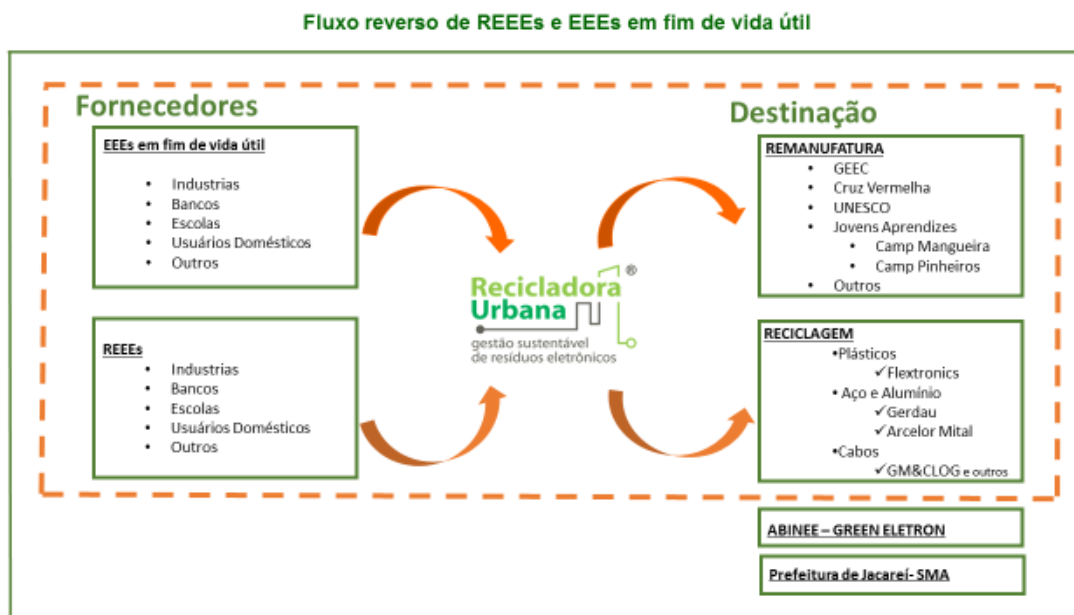 Fluxo reverso de REEEs e EEEs em fim de vida útil
Fornecedores
EEEs em fim de vida útil
• Industrias
• Bancos
• Escolas
• Usuários Domésticos
• Outros
REEEs
• Industrias
• Bancos
• Escolas
• Usuários Domésticos
• Outros
Recicladora ®
Urbana
gestão sustentável
de resíduos eletrônicos
Destinação
REMANUFATURA
• GEEC
• Cruz Vermelha
• UNESCO
• Jovens Aprendizes
• Camp Mangueira
• Camp Pinheiros
• Outros
RECICLAGEM
•Plásticos
✓Flextronics
• Aço e Alumínio
✓Gerdau
✓Arcelor Mital
•Cabos
✓GM&CLOG e outros
ABINEE – GREEN ELETRON
Prefeitura de Jacareí- SMA